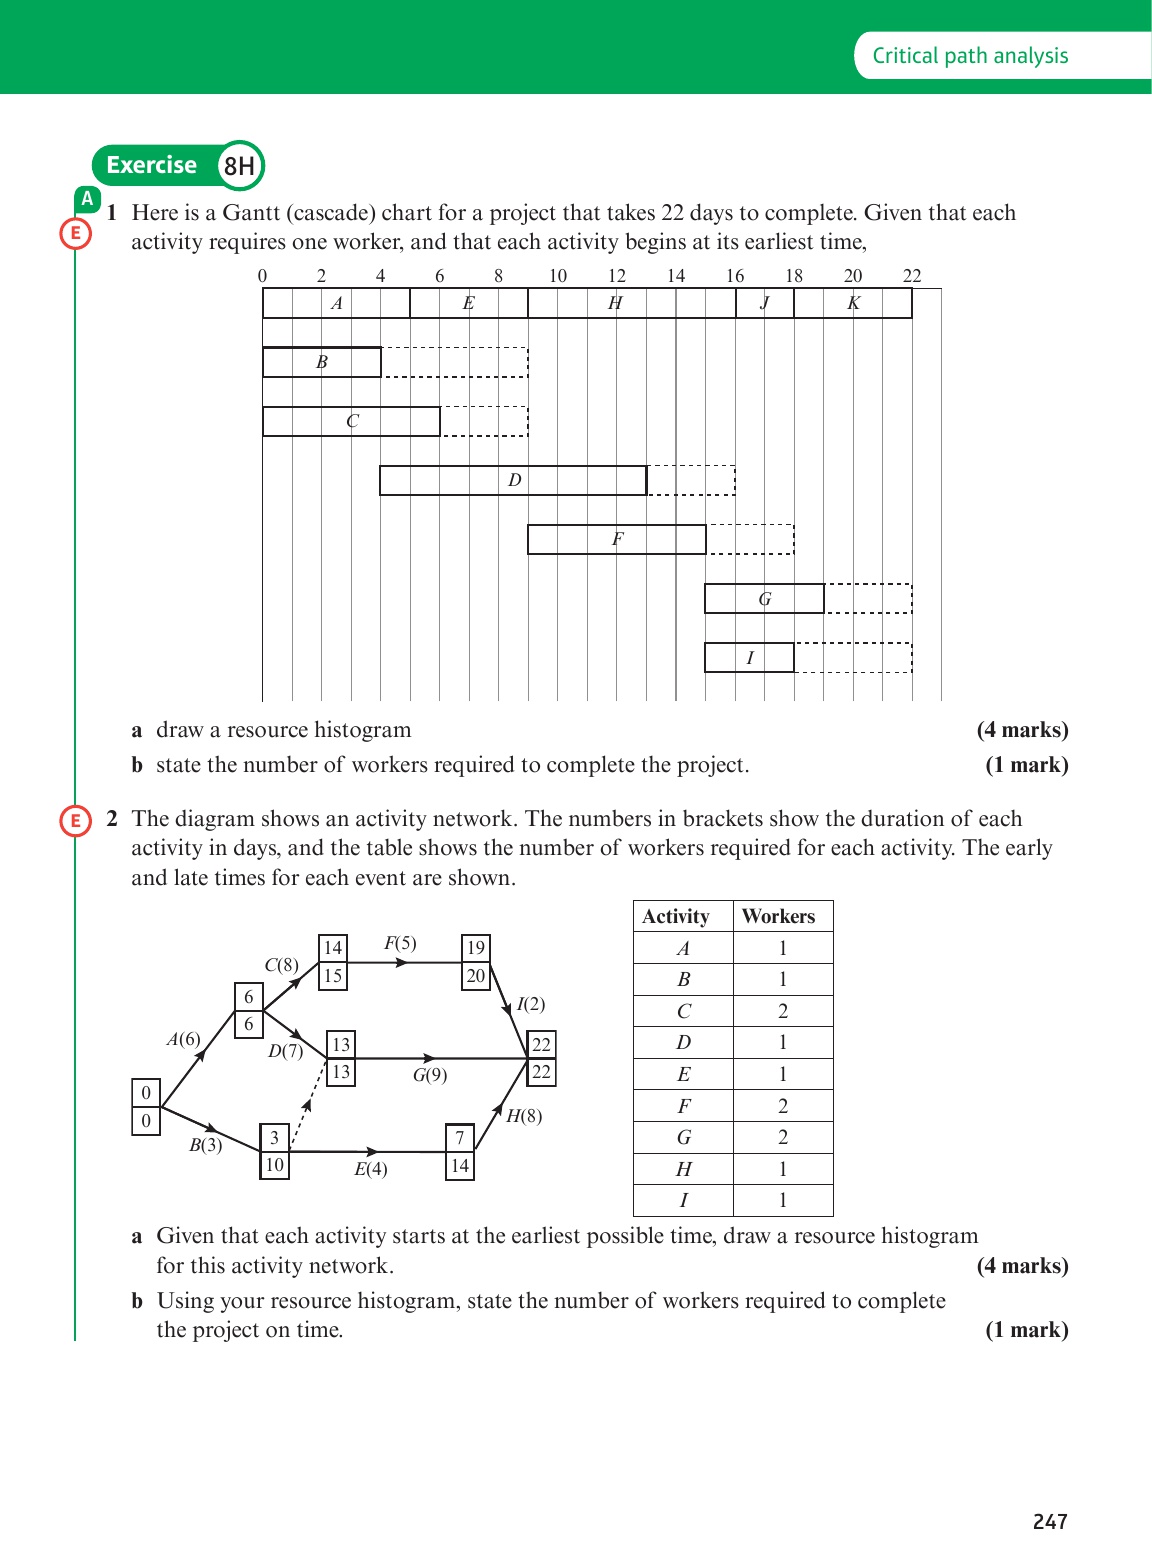 Critical path analysis
Exercise 8H
A
E
1 Here is a Gantt (cascade) chart for a project that takes 22 days to complete. Given that each
activity requires one worker, and that each activity begins at its earliest time,
0 2 4 6 8 10 12 14 16 18 20 22
A E H J K
B
C
D
F
G
I
a draw a resource histogram (4 marks)
b state the number of workers required to complete the project. (1 mark)
E
2 The diagram shows an activity network. The numbers in brackets show the duration of each
activity in days, and the table shows the number of workers required for each activity. The early
and late times for each event are shown.
14 F(5) 19
C(8) 15 20
6
6 I(2)
A(6) D(7) 13 22
13 G(9) 22
0 H(8)
0 B(3) 3 7
10 E(4) 14
Activity Workers
A 1
B 1
C 2
D 1
E 1
F 2
G 2
H 1
I 1
a Given that each activity starts at the earliest possible time, draw a resource histogram
for this activity network. (4 marks)
b Using your resource histogram, state the number of workers required to complete
the project on time. (1 mark)
247